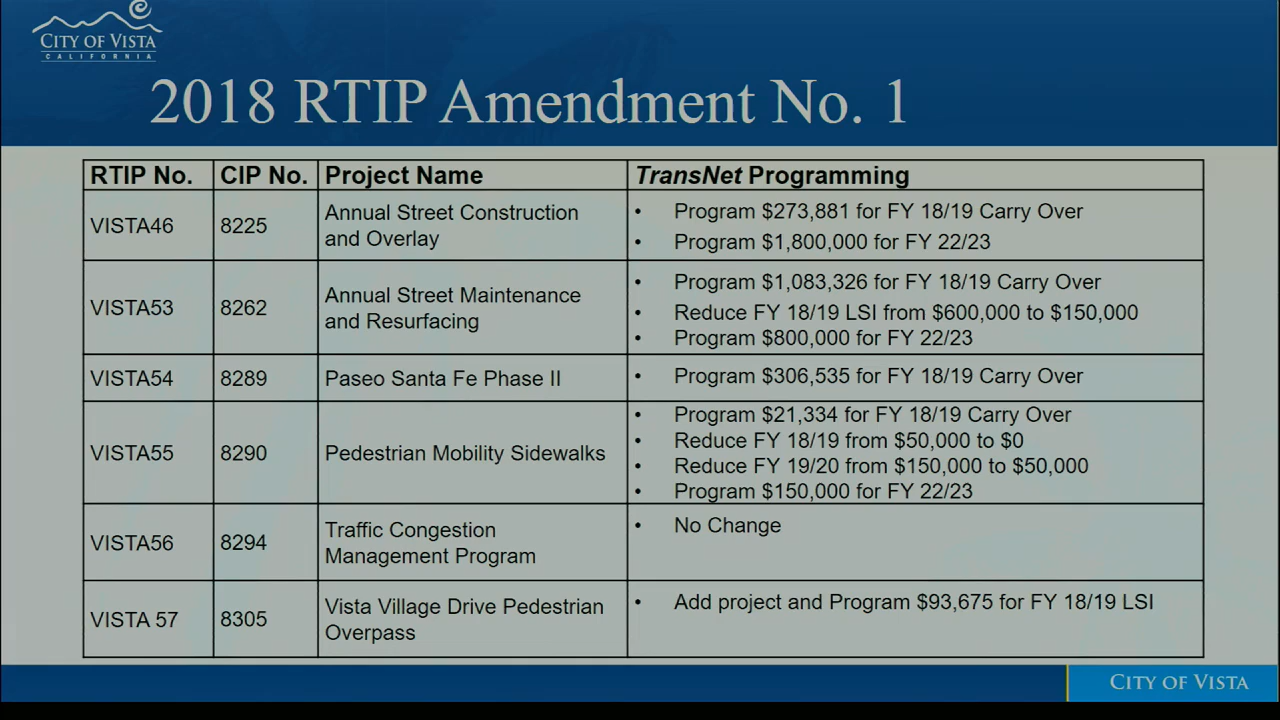 CITY OF VISTA
CALIFORNIA
2018 RTIP Amendment No. 1
RTIP No. CIP No. Project Name TransNet Programming
VISTA46 8225 Annual Street Construction
and Overlay
• Program $273,881 for FY 18/19 Carry Over
• Program $1,800,000 for FY 22/23
VISTA53 8262 Annual Street Maintenance
and Resurfacing
• Program $1,083,326 for FY 18/19 Carry Over
• Reduce FY 18/19 LSI from $600,000 to $150,000
• Program $800,000 for FY 22/23
VISTA54 8289 Paseo Santa Fe Phase II
• Program $306,535 for FY 18/19 Carry Over
VISTA55 8290 Pedestrian Mobility Sidewalks
• Program $21,334 for FY 18/19 Carry Over
• Reduce FY 18/19 from $50,000 to $0
• Reduce FY 19/20 from $150,000 to $50,000
• Program $150,000 for FY 22/23
VISTA56 8294 Traffic Congestion
Management Program
• No Change
VISTA 57 8305 Vista Village Drive Pedestrian
Overpass
• Add project and Program $93,675 for FY 18/19 LSI
CITY OF VISTA